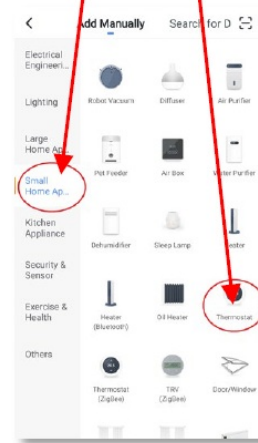 Add Manually
Search for D
Electrical
Engineeri...
Lighting
Large
Home Ap...
Small
Home Ap...
Kitchen
Appliance
Security &
Sensor
Exercise &
Health
Others
Robot Vacuum
Diffuser
Air Purifier
Pet Feeder
Air Box
Water Purifier
Dehumidifier
Sleep Lamp
Heater
Heater
(Bluetooth)
Oil Heater
Thermostat
Thermostat
(ZigBee)
TRV
(ZigBee)
Door/Window